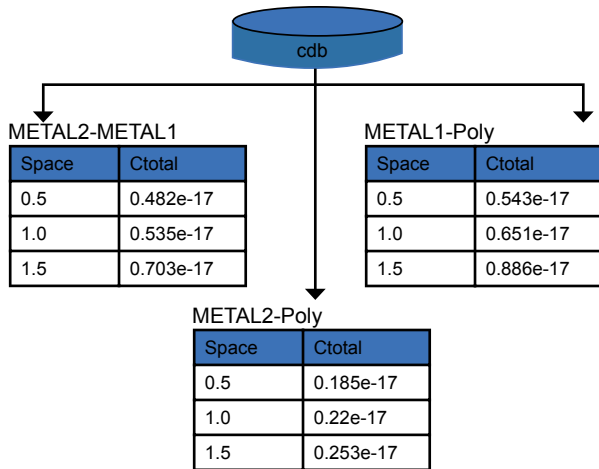 cdb
METAL2-METAL1
Space Ctotal
0.5 0.482e-17
1.0 0.535e-17
1.5 0.703e-17
METAL1-Poly
Space Ctotal
0.5 0.543e-17
1.0 0.651e-17
1.5 0.886e-17
METAL2-Poly
Space Ctotal
0.5 0.185e-17
1.0 0.22e-17
1.5 0.253e-17